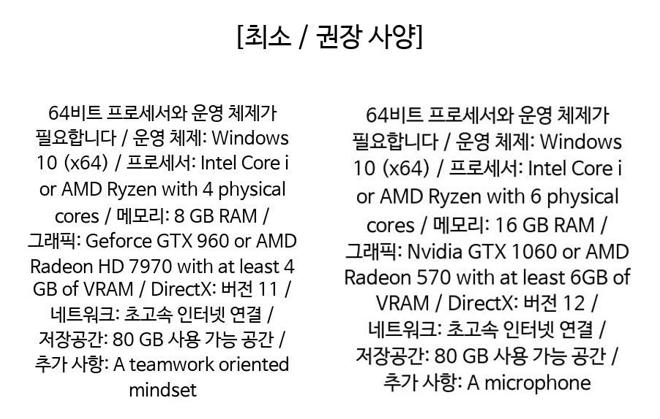 [최소 / 권장 사양]
64비트 프로세서와 운영 체제가
필요합니다 / 운영 체제: Windows
10 (x64) / 프로세서: Intel Core i
or AMD Ryzen with 4 physical
cores / 메모리: 8 GB RAM /
그래픽: Geforce GTX 960 or AMD
Radeon HD 7970 with at least 4
GB of VRAM / DirectX: 버전 11 /
네트워크: 초고속 인터넷 연결 /
저장공간: 80 GB 사용 가능 공간 /
추가 사항: A teamwork oriented
mindset
64비트 프로세서와 운영 체제가
필요합니다 / 운영 체제: Windows
10 (x64) / 프로세서: Intel Core i
or AMD Ryzen with 6 physical
cores / 메모리: 16 GB RAM /
그래픽: Nvidia GTX 1060 or AMD
Radeon 570 with at least 6GB of
VRAM / DirectX: 버전 12 /
네트워크: 초고속 인터넷 연결 /
저장공간: 80 GB 사용 가능 공간 /
추가 사항: A microphone